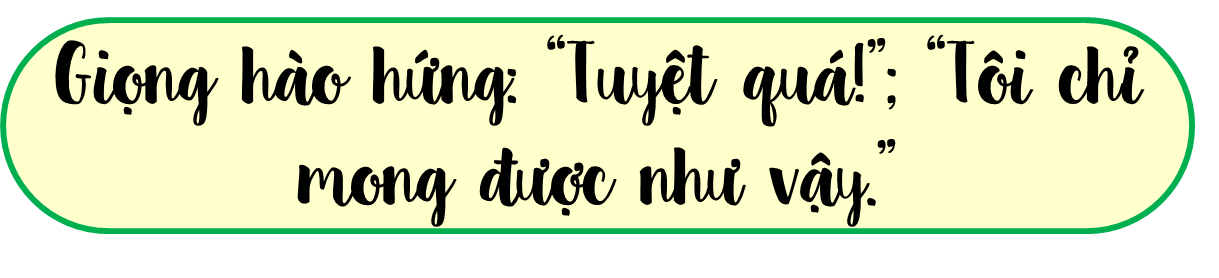 Giọng hào hứng: “Tuyệt quá!”; “Tôi chỉ
mong được như vậy.”